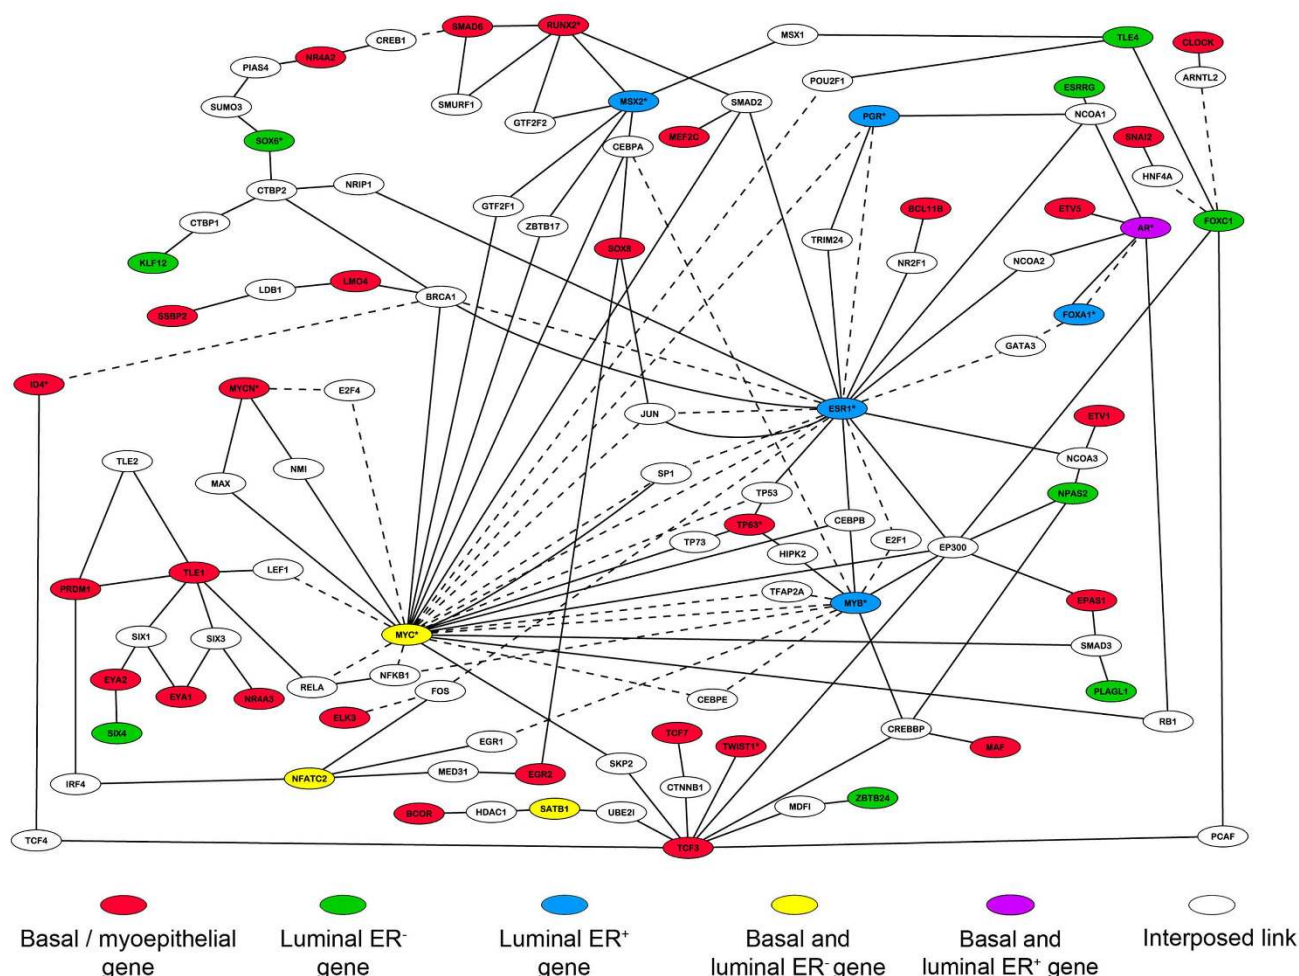 SMAD6
RUNX2*
CREB1
MSX1
TLE4
CLOCK
NR4A2
PIAS4
POU2F1
ARNTL2
ESRRG
SUMO3
SMURF1
GTF2F2
MSX2*
SMAD2
PGR*
NCOA1
MEF2C
SNAI2
SOX6*
CEBPA
HNF4A
CTBP2
NRIP1
GTF2F1
BCL11B
ETV5
CTBP1
ZBTB17
SOX8
TRIM24
AR*
FOXC1
KLF12
NR2F1
NCOA2
LDB1
LMO4
BRCA1
SSBP2
FOXA1*
GATA3
ID4*
MYCN*
E2F4
JUN
ESR1*
ETV1
TLE2
NCOA3
MAX
NMI
SP1
TP53
NPAS2
TP63*
CEBPB
TP73
HIPK2
E2F1
EP300
PRDM1
TLE1
LEF1
TFAP2A
MYB*
EPAS1
SIX1
SIX3
MYC*
SMAD3
EYA2
EYA1
RELA
NFKB1
FOS
CEBPE
PLAGL1
ELK3
RB1
SIX4
EGR1
TCF7
TWIST1*
CREBBP
MAF
IRF4
NFATC2
MED31
EGR2
SKP2
CTNNB1
BCOR
HDAC1
SATB1
UBE2I
MDFI
ZBTB24
TCF4
TCF3
PCAF
Basal / myoepithelial
gene
Luminal ER-
gene
Luminal ER+
gene
Basal and
luminal ER- gene
Basal and
luminal ER+ gene
Interposed link